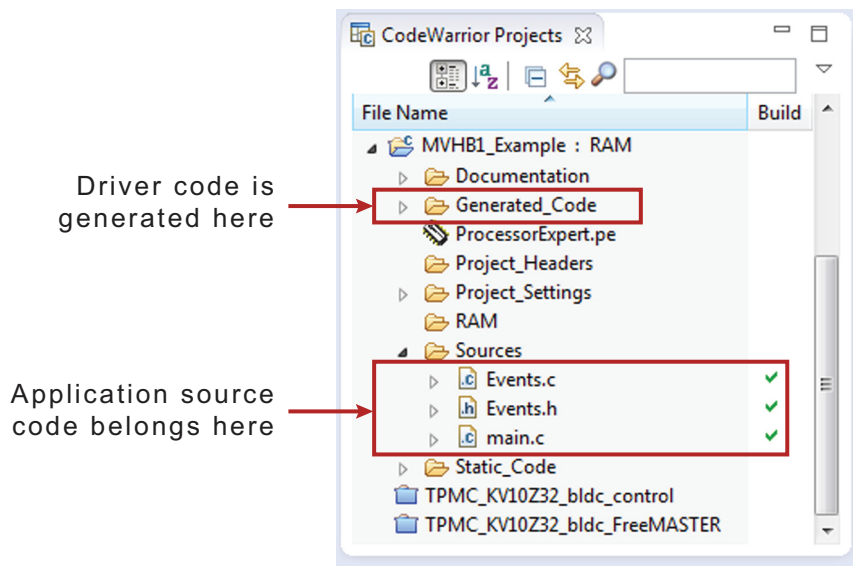 CodeWarrior Projects
File Name Build
MVHB1_Example : RAM
Documentation
Driver code is
generated here
Generated_Code
ProcessorExpert.pe
Project_Headers
Project_Settings
RAM
Sources
Application source
code belongs here
Events.c
Events.h
main.c
Static_Code
TPMC_KV10Z32_bldc_control
TPMC_KV10Z32_bldc_FreeMASTER